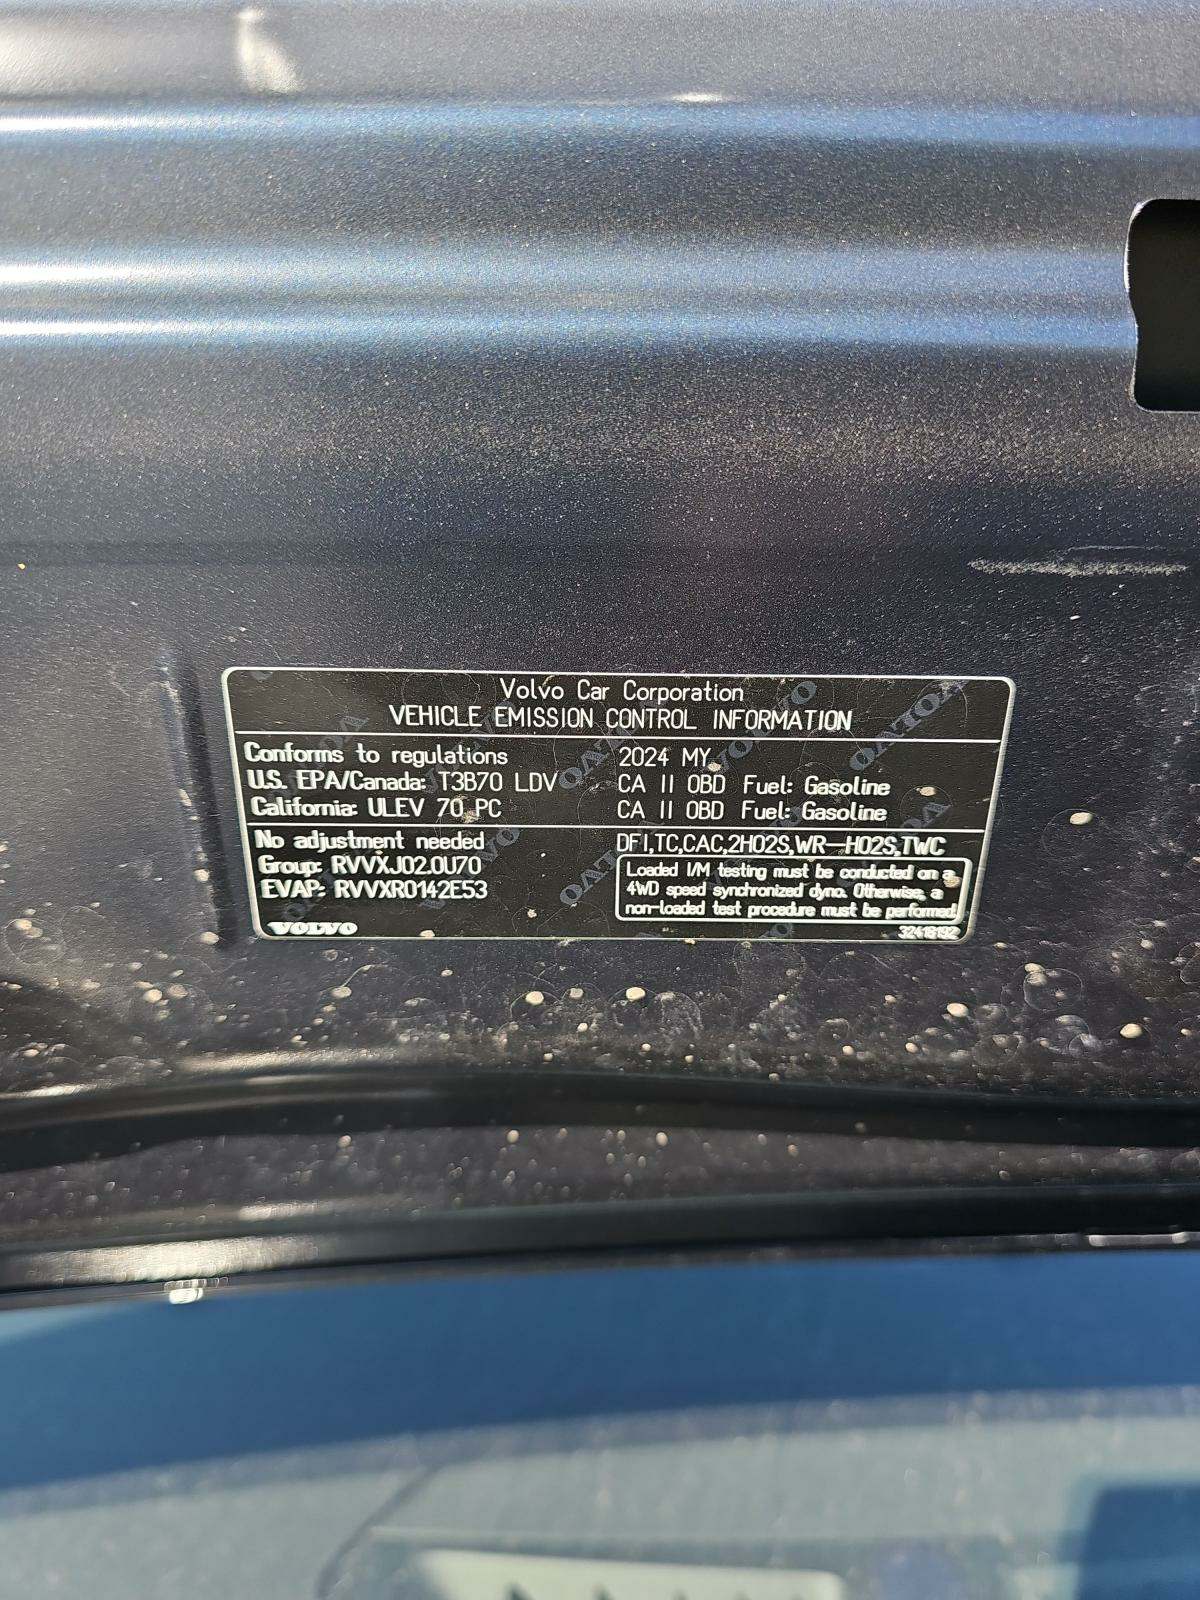 Volvo Car Corporation
VEHICLE EMISSION CONTROL INFORMATION
Conforms to regulations 2024 MY
U.S. EPA/Canada: T3B70 LDV CA II OBD Fuel: Gasoline
California: ULEV 70 PC CA II OBD Fuel: Gasoline
No adjustment needed DFI,TC,CAC,2HO2S,WR-HO2S,TWC
Group: RVVXJ02.0U70
EVAP: RVVXR0142E53
Loaded I/M testing must be conducted on a
4WD speed synchronized dyno. Otherwise, a
non-loaded test procedure must be performed
VOLVO 32418192